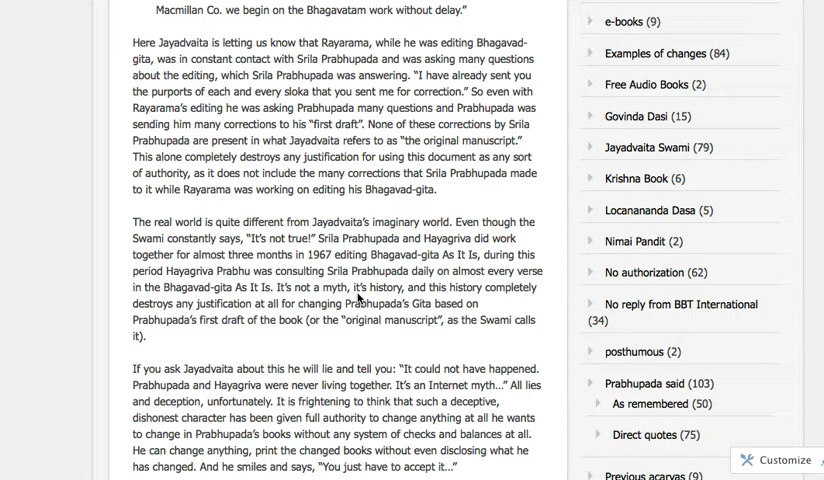 Macmillan Co. we begin on the Bhagavatam work without delay.”
Here Jayadvaita is letting us know that Rayarama, while he was editing Bhagavad-
gita, was in constant contact with Srila Prabhupada and was asking many questions
about the editing, which Srila Prabhupada was answering. “I have already sent you
the purports of each and every sloka that you sent me for correction.” So even with
Rayarama’s editing he was asking Prabhupada many questions and Prabhupada was
sending him many corrections to his “first draft”. None of these corrections by Srila
Prabhupada are present in what Jayadvaita refers to as “the original manuscript.”
This alone completely destroys any justification for using this document as any sort
of authority, as it does not include the many corrections that Srila Prabhupada made
to it while Rayarama was working on editing his Bhagavad-gita.
The real world is quite different from Jayadvaita’s imaginary world. Even though the
Swami constantly says, “It’s not true!” Srila Prabhupada and Hayagriva did work
together for almost three months in 1967 editing Bhagavad-gita As It Is, during this
period Hayagriva Prabhu was consulting Srila Prabhupada daily on almost every verse
in the Bhagavad-gita As It Is. It’s not a myth, it’s history, and this history completely
destroys any justification at all for changing Prabhupada’s Gita based on
Prabhupada’s first draft of the book (or the “original manuscript”, as the Swami calls
it).
If you ask Jayadvaita about this he will lie and tell you: “It could not have happened.
Prabhupada and Hayagriva were never living together. It’s an Internet myth…” All lies
and deception, unfortunately. It is frightening to think that such a deceptive,
dishonest character has been given full authority to change anything at all he wants
to change in Prabhupada’s books without any system of checks and balances at all.
He can change anything, print the changed books without even disclosing what he
has changed. And he smiles and says, “You just have to accept it…”
e-books (9)
Examples of changes (84)
Free Audio Books (2)
Govinda Dasi (15)
Jayadvaita Swami (79)
Krishna Book (6)
Locanananda Dasa (5)
Nimai Pandit (2)
No authorization (62)
No reply from BBT International
(34)
posthumous (2)
Prabhupada said (103)
As remembered (50)
Direct quotes (75)
Previous acaryas (9)
Customize